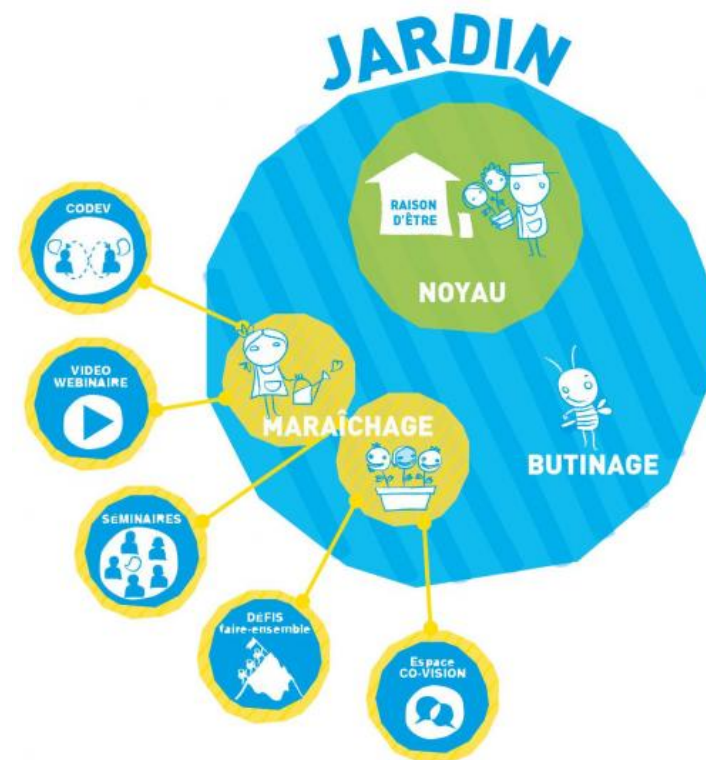 JARDIN
RAISON
D'ÊTRE
NOYAU
CODEV
VIDEO
WEBINAIRE
MARAÎCHAGE
BUTINAGE
SÉMINAIRES
DÉFIS
faire-ensemble
Espace
CO-VISION